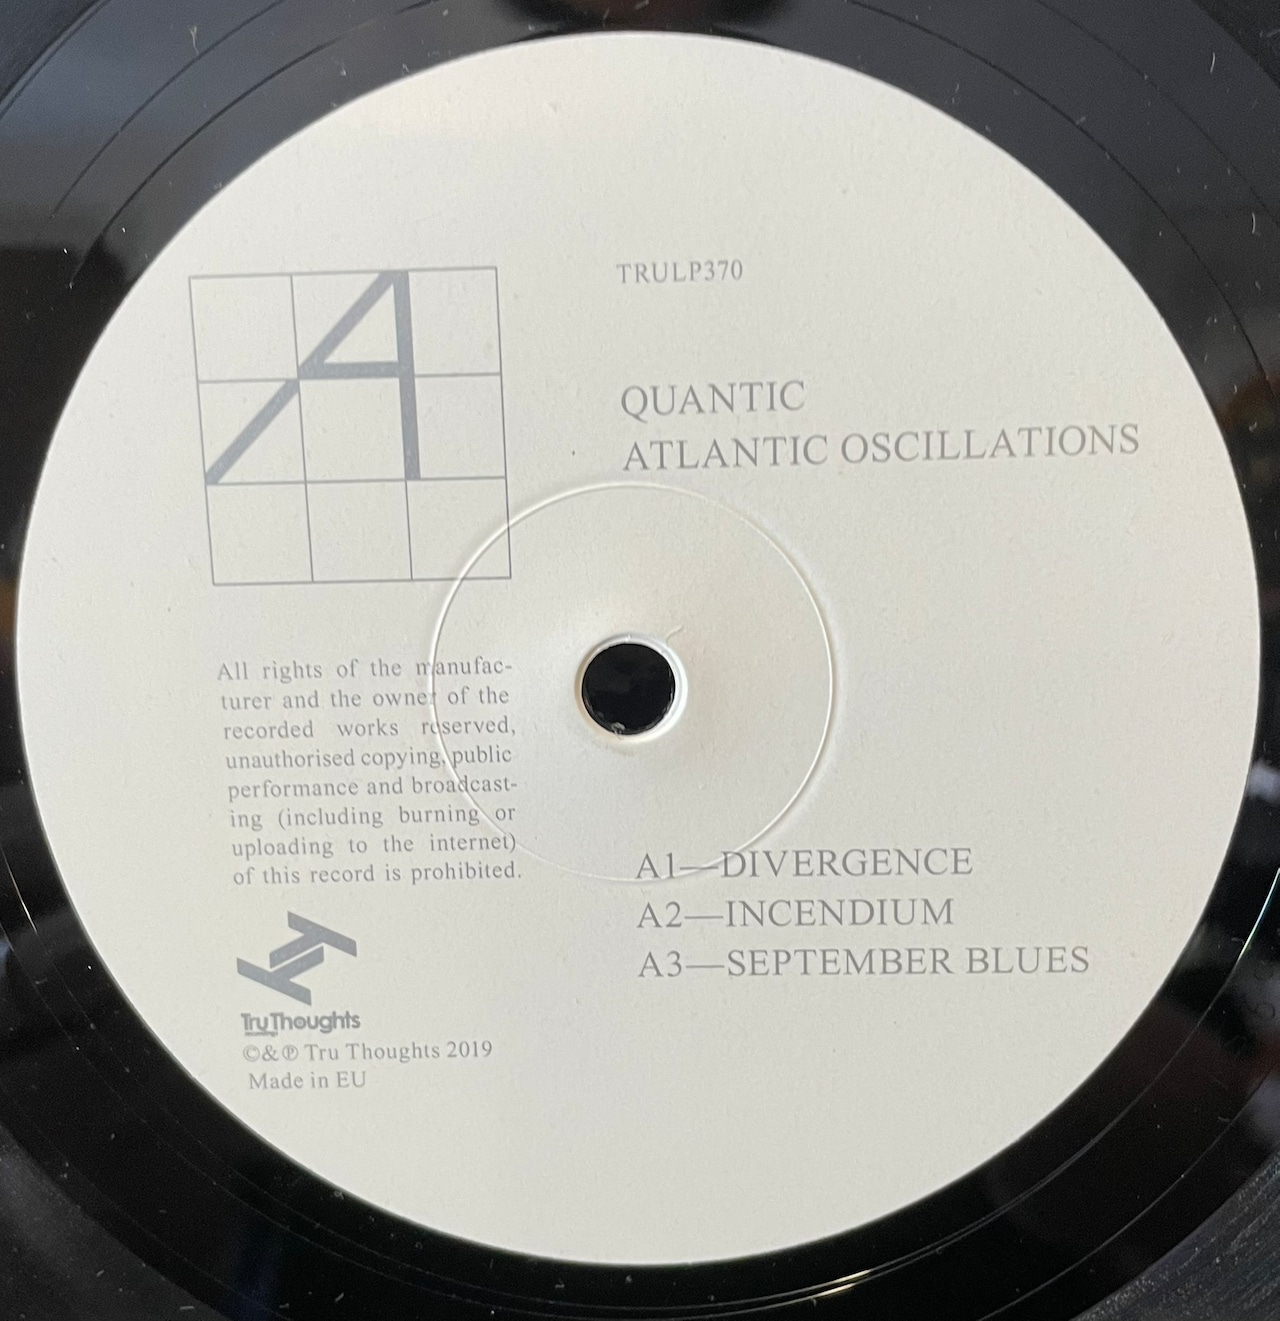 A
TRULP370
QUANTIC
ATLANTIC OSCILLATIONS
All rights of the manufac-
turer and the owner of the
recorded works reserved,
unauthorised copying, public
performance and broadcast-
ing (including burning or
uploading to the internet)
of this record is prohibited.
A1—DIVERGENCE
A2—INCENDIUM
A3—SEPTEMBER BLUES
TruThoughts
©&℗ Tru Thoughts 2019
Made in EU